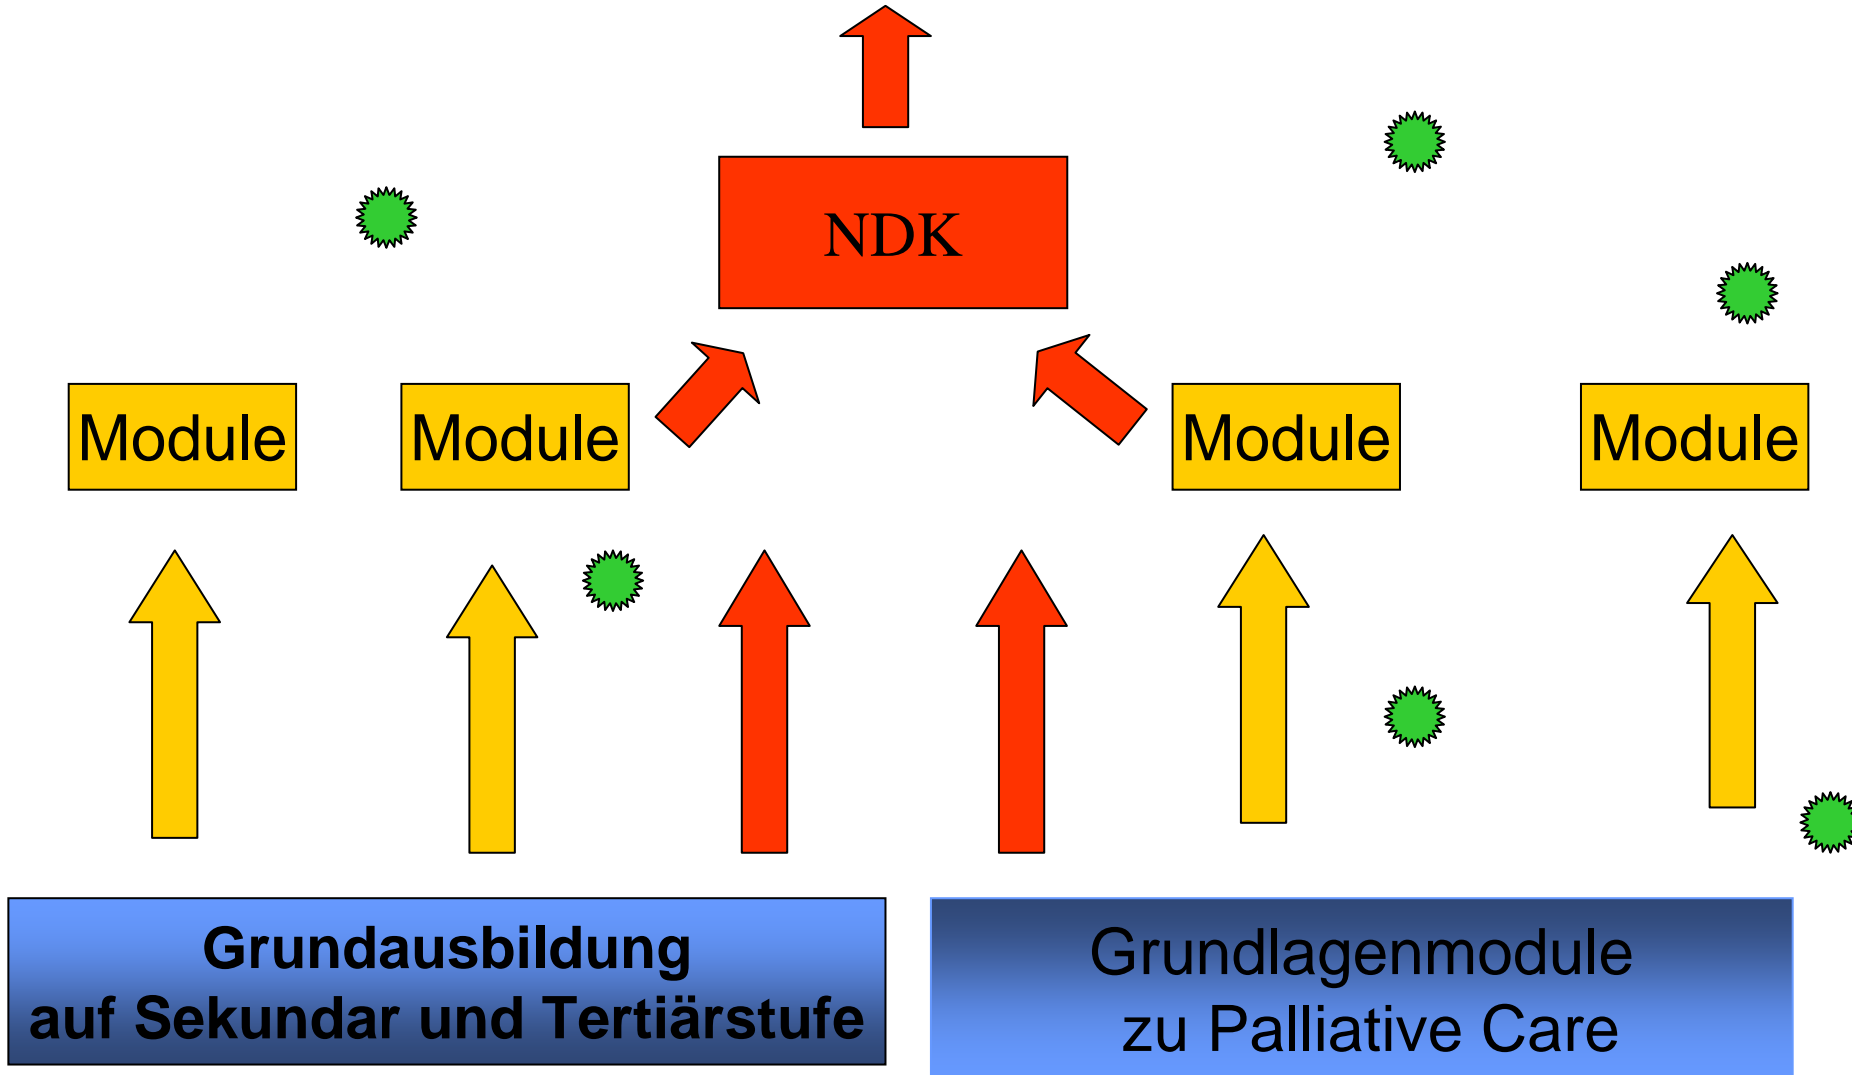 NDK
Module
Module
Module
Module
Grundausbildung
auf Sekundar und Tertiärstufe
Grundlagenmodule
zu Palliative Care